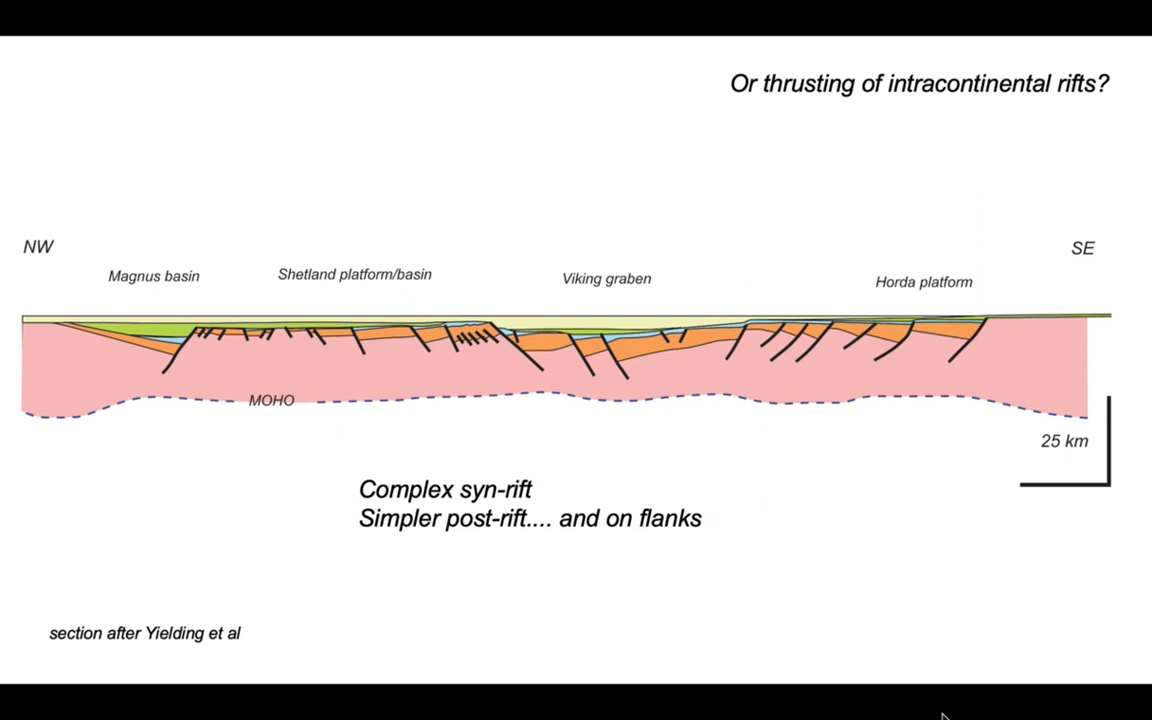 Or thrusting of intracontinental rifts?
NW
SE
Magnus basin
Shetland platform/basin
Viking graben
Horda platform
MOHO
25 km
Complex syn-rift
Simpler post-rift.... and on flanks
section after Yielding et al